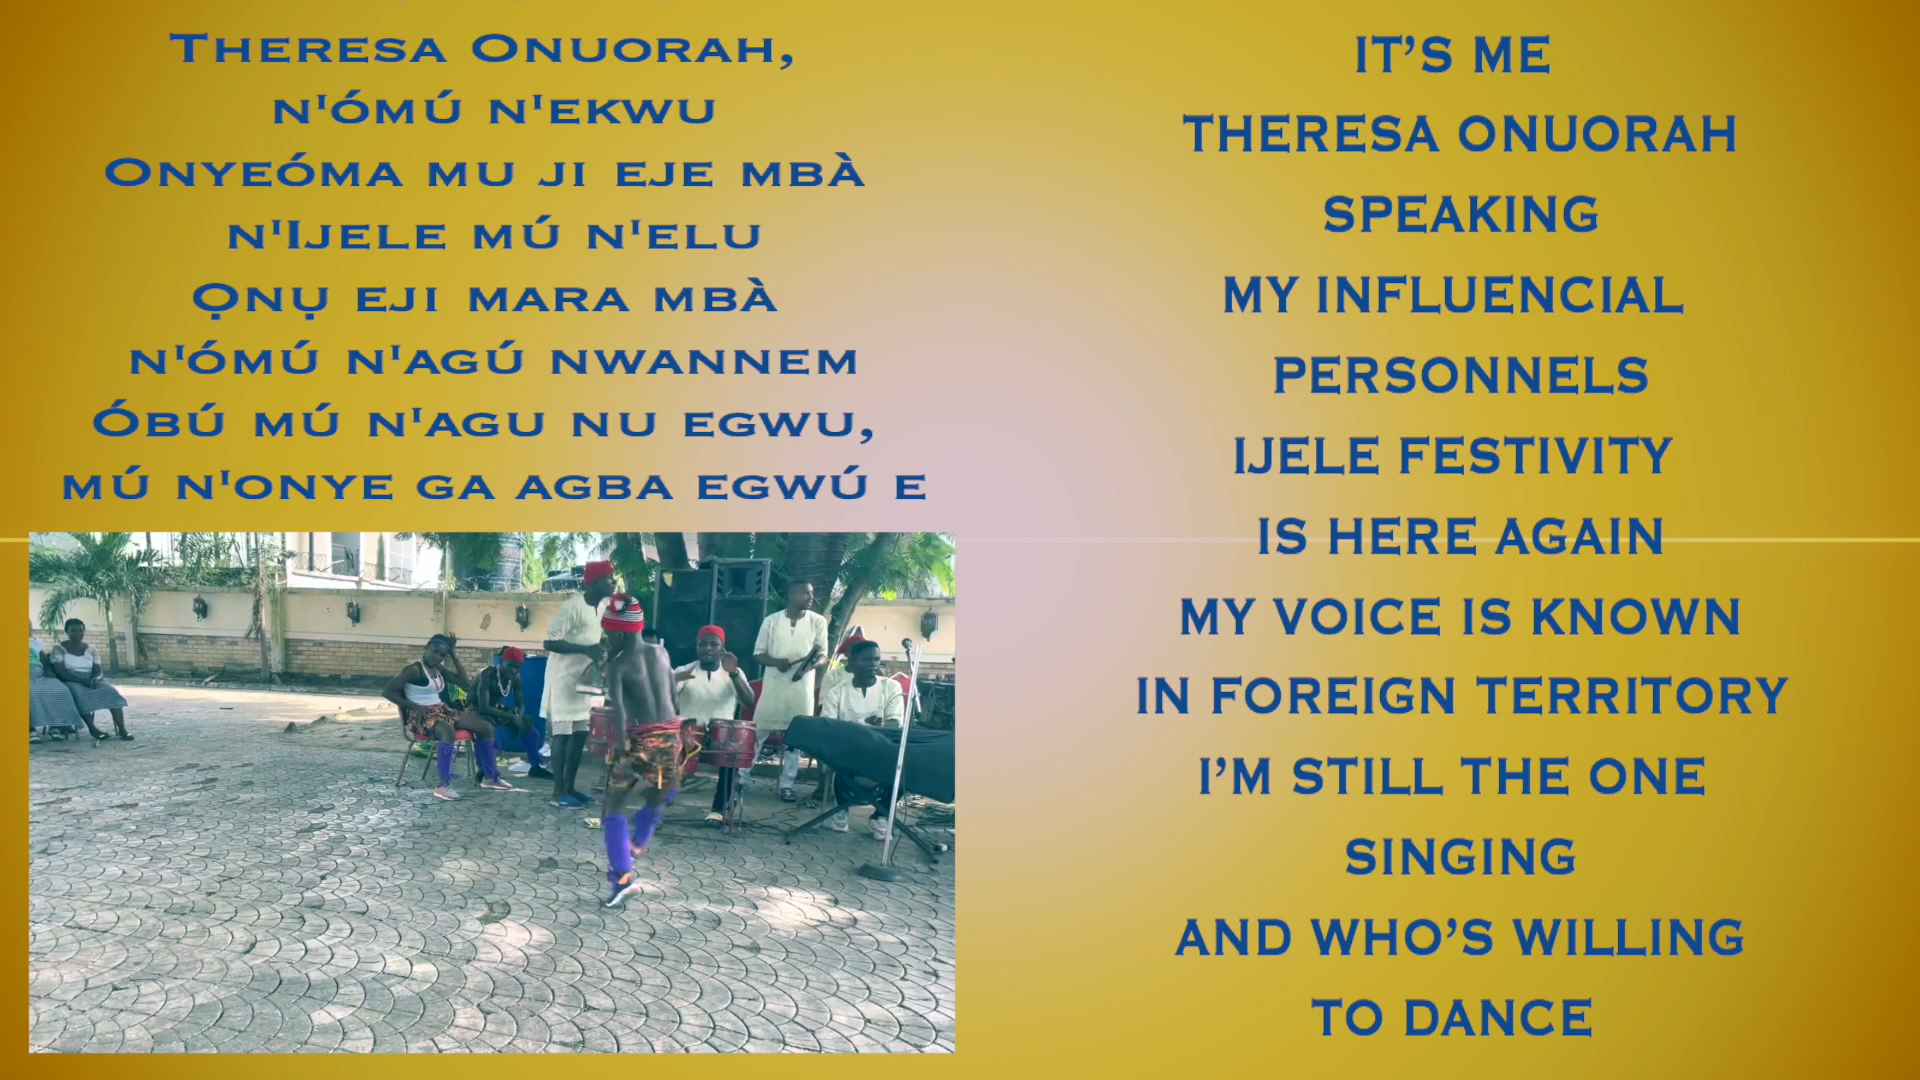 THERESA ONUORAH,
N'ÓMÚ N'EKWU
ONYEÓMA MU JI EJE MBÀ
N'IJELE MÚ N'ELU
ỌNỤ EJI MARA MBÀ
N'ÓMÚ N'AGÚ NWANNEM
ÓBÚ MÚ N'AGU NU EGWU,
MÚ N'ONYE GA AGBA EGWÚ E
IT'S ME
THERESA ONUORAH
SPEAKING
MY INFLUENCIAL
PERSONNELS
IJELE FESTIVITY
IS HERE AGAIN
MY VOICE IS KNOWN
IN FOREIGN TERRITORY
I'M STILL THE ONE
SINGING
AND WHO'S WILLING
TO DANCE